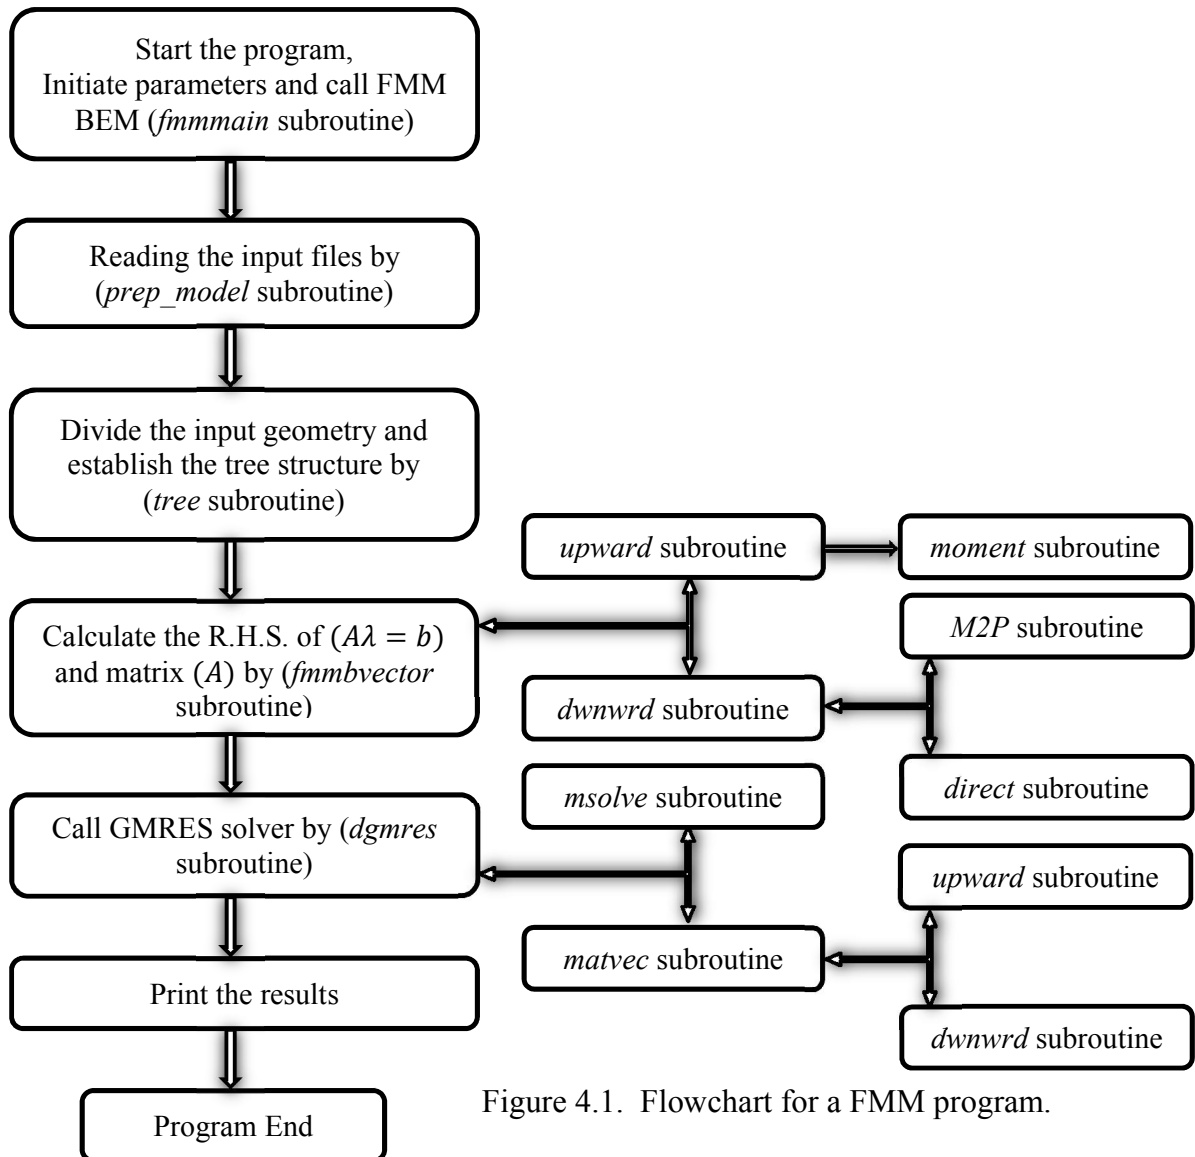 Start the program,
Initiate parameters and call FMM
BEM (fmmmain subroutine)
Reading the input files by
(prep_model subroutine)
Divide the input geometry and
establish the tree structure by
(tree subroutine)
Calculate the R.H.S. of (Aλ = b)
and matrix (A) by (fmmbvector
subroutine)
Call GMRES solver by (dgmres
subroutine)
Print the results
Program End
upward subroutine
moment subroutine
dwnwrd subroutine
M2P subroutine
direct subroutine
msolve subroutine
matvec subroutine
upward subroutine
dwnwrd subroutine
Figure 4.1. Flowchart for a FMM program.